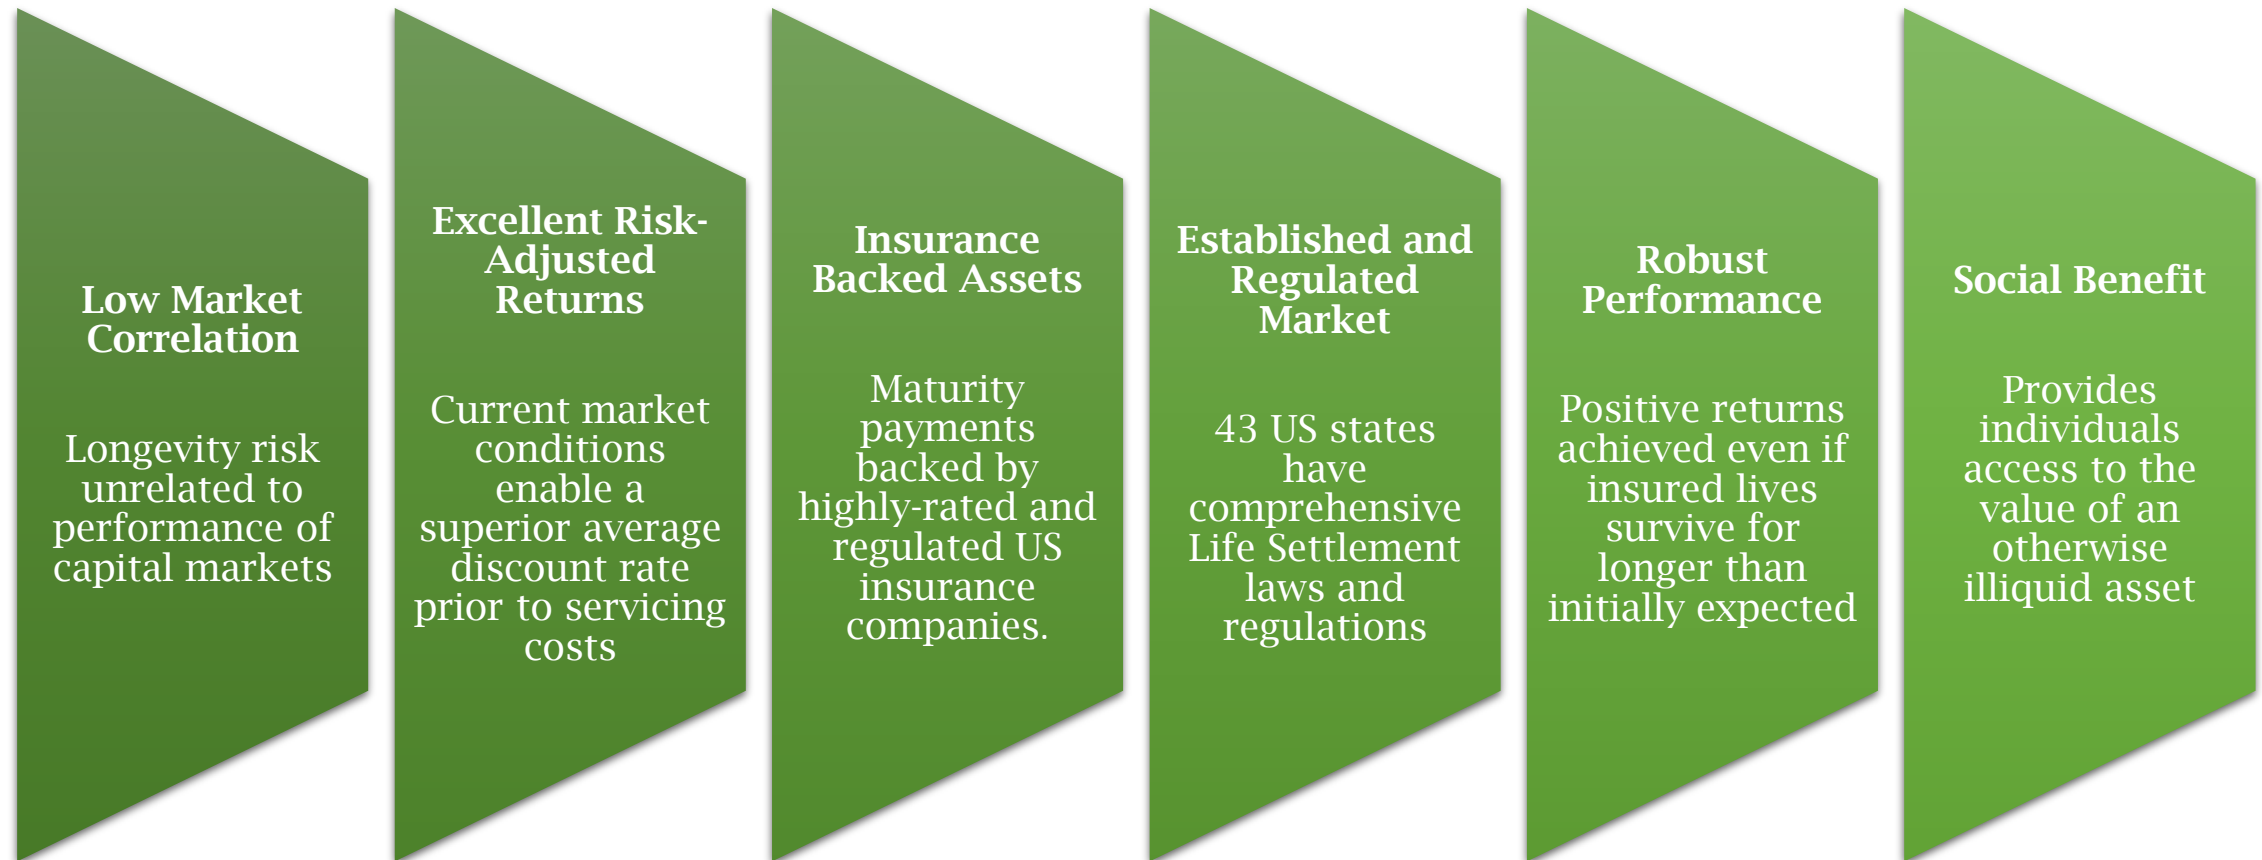 Low Market
Correlation
Longevity risk
unrelated to
performance of
capital markets
Excellent Risk-
Adjusted
Returns
Current market
conditions
enable a
superior average
discount rate
prior to servicing
costs
Insurance
Backed Assets
Maturity
payments
backed by
highly-rated and
regulated US
insurance
companies.
Established and
Regulated
Market
43 US states
have
comprehensive
Life Settlement
laws and
regulations
Robust
Performance
Positive returns
achieved even if
insured lives
survive for
longer than
initially expected
Social Benefit
Provides
individuals
access to the
value of an
otherwise
illiquid asset